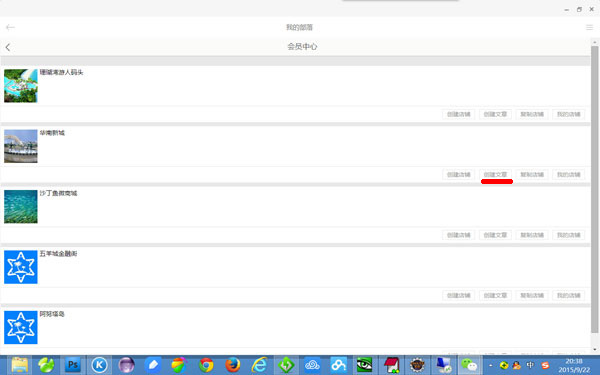 我的部落
会员中心
珊瑚湾游人码头
创建店铺 创建文章 复制店铺 我的店铺
华南新城
创建店铺 创建文章 复制店铺 我的店铺
沙丁鱼微商城
创建店铺 创建文章 复制店铺 我的店铺
五羊城金融街
创建店铺 创建文章 复制店铺 我的店铺
阿努塔岛
中
20:38
2015/9/22